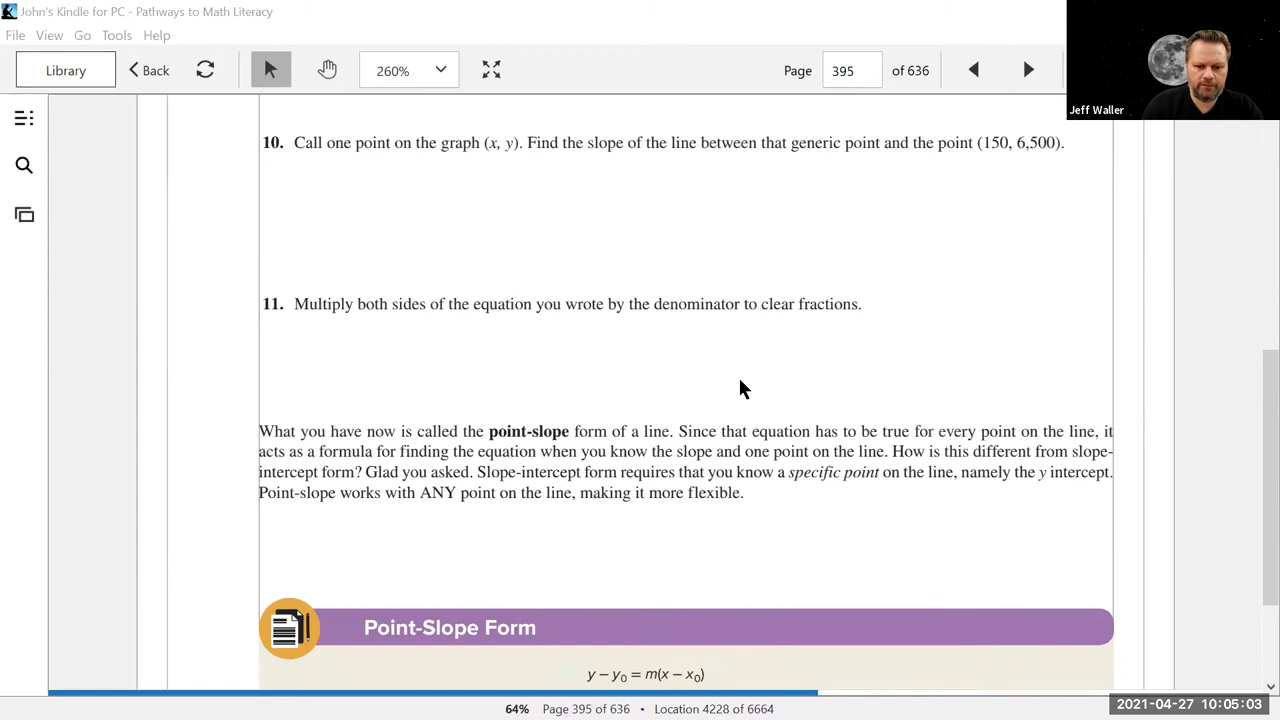 John's Kindle for PC - Pathways to Math Literacy
File View Go Tools Help
Library Back 260% Page 395 of 636
Jeff Waller
10. Call one point on the graph (x, y). Find the slope of the line between that generic point and the point (150, 6,500).
11. Multiply both sides of the equation you wrote by the denominator to clear fractions.
What you have now is called the point-slope form of a line. Since that equation has to be true for every point on the line, it
acts as a formula for finding the equation when you know the slope and one point on the line. How is this different from slope-
intercept form? Glad you asked. Slope-intercept form requires that you know a specific point on the line, namely the y intercept.
Point-slope works with ANY point on the line, making it more flexible.
Point-Slope Form
y – y₀ = m(x – x₀)
64% Page 395 of 636 • Location 4228 of 6664
2021-04-27 10:05:03